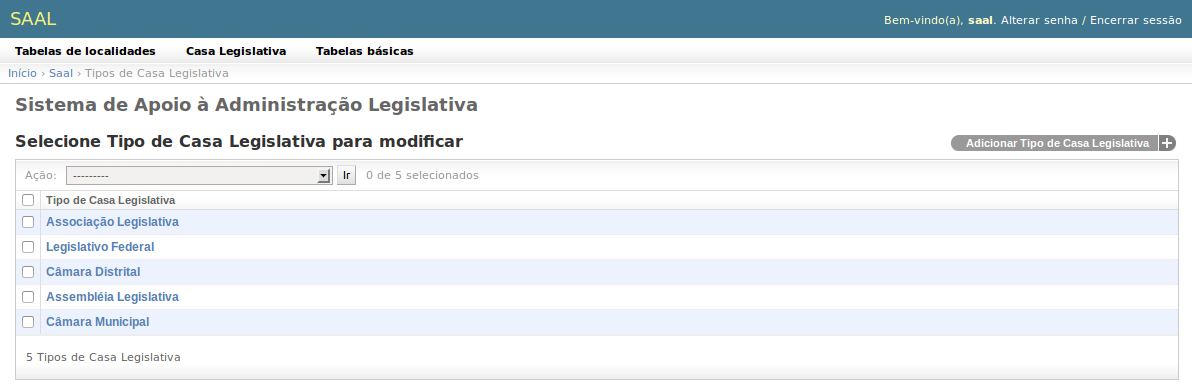 SAAL
Bem-vindo(a), saal. Alterar senha / Encerrar sessão
Tabelas de localidades Casa Legislativa Tabelas básicas
Início › Saal › Tipos de Casa Legislativa
Sistema de Apoio à Administração Legislativa
Selecione Tipo de Casa Legislativa para modificar
Adicionar Tipo de Casa Legislativa +
Ação: --------- Ir 0 de 5 selecionados
Tipo de Casa Legislativa
Associação Legislativa
Legislativo Federal
Câmara Distrital
Assembléia Legislativa
Câmara Municipal
5 Tipos de Casa Legislativa